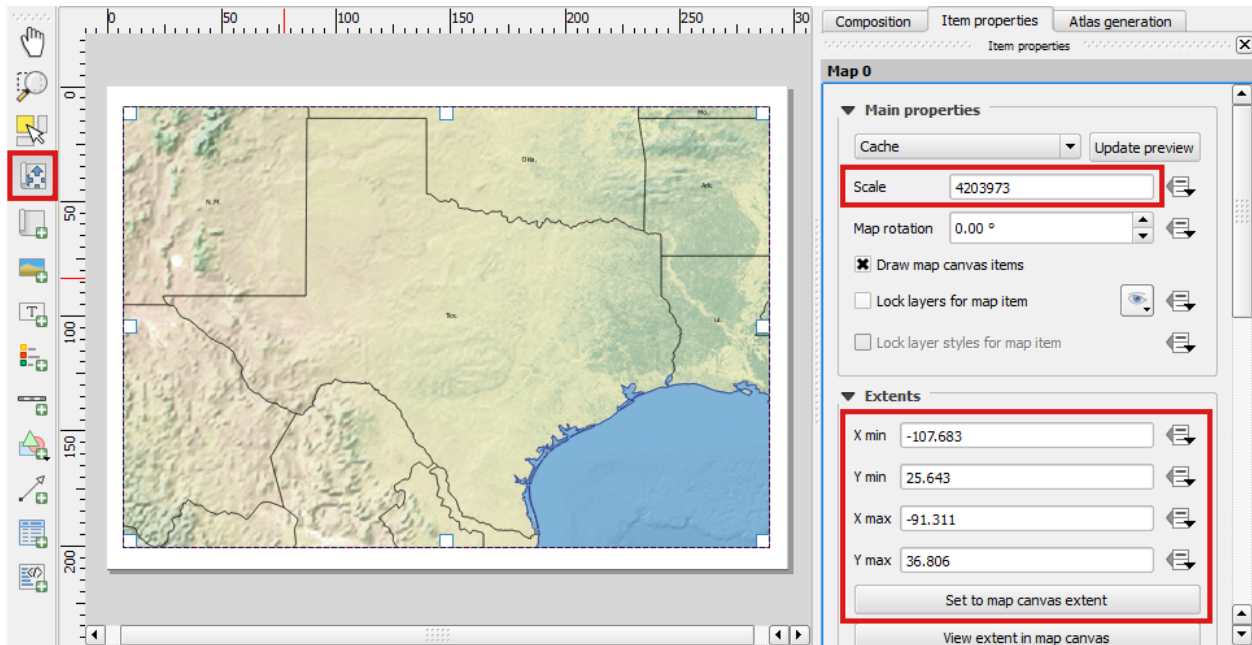 0 50 100 150 200 250 30
0
50
100
150
200
Mo.
Okla.
Ark.
N. M.
Tex.
La.
T
Composition Item properties Atlas generation
Item properties
Map 0
Main properties
Cache Update preview
Scale 4203973
Map rotation 0.00 °
Draw map canvas items
Lock layers for map item
Lock layer styles for map item
Extents
X min -107.683
Y min 25.643
X max -91.311
Y max 36.806
Set to map canvas extent
View extent in map canvas